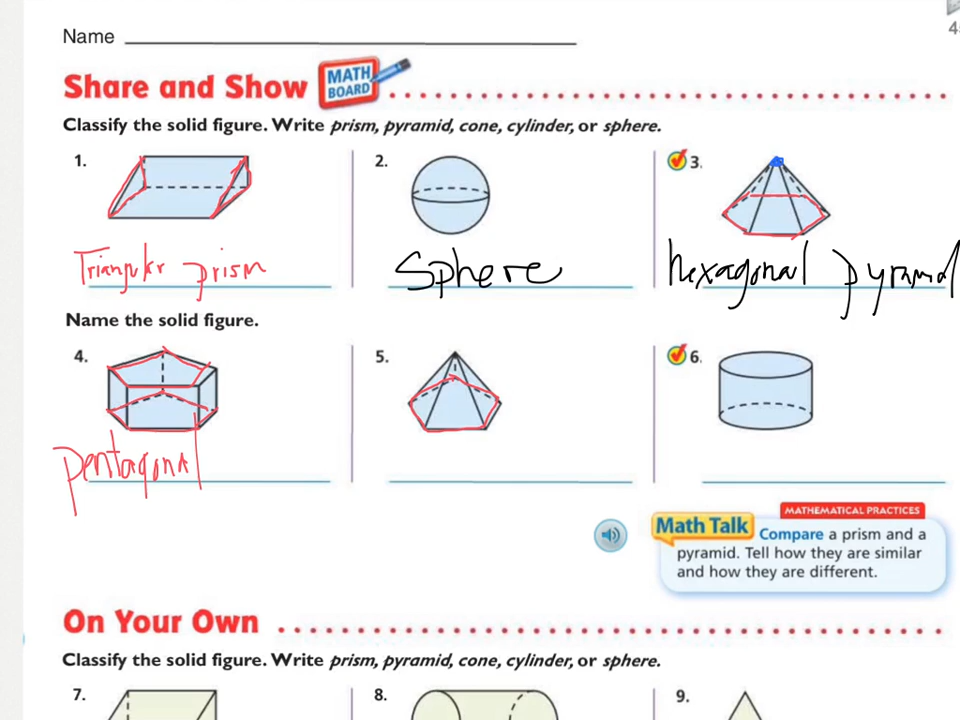 45
Name
Share and Show MATH BOARD
Classify the solid figure. Write prism, pyramid, cone, cylinder, or sphere.
1. 2. 3.
Triangular prism Sphere hexagonal pyramid
Name the solid figure.
4. 5. 6.
pentagonal
MATHEMATICAL PRACTICES
Math Talk Compare a prism and a
pyramid. Tell how they are similar
and how they are different.
On Your Own
Classify the solid figure. Write prism, pyramid, cone, cylinder, or sphere.
7. 8. 9.